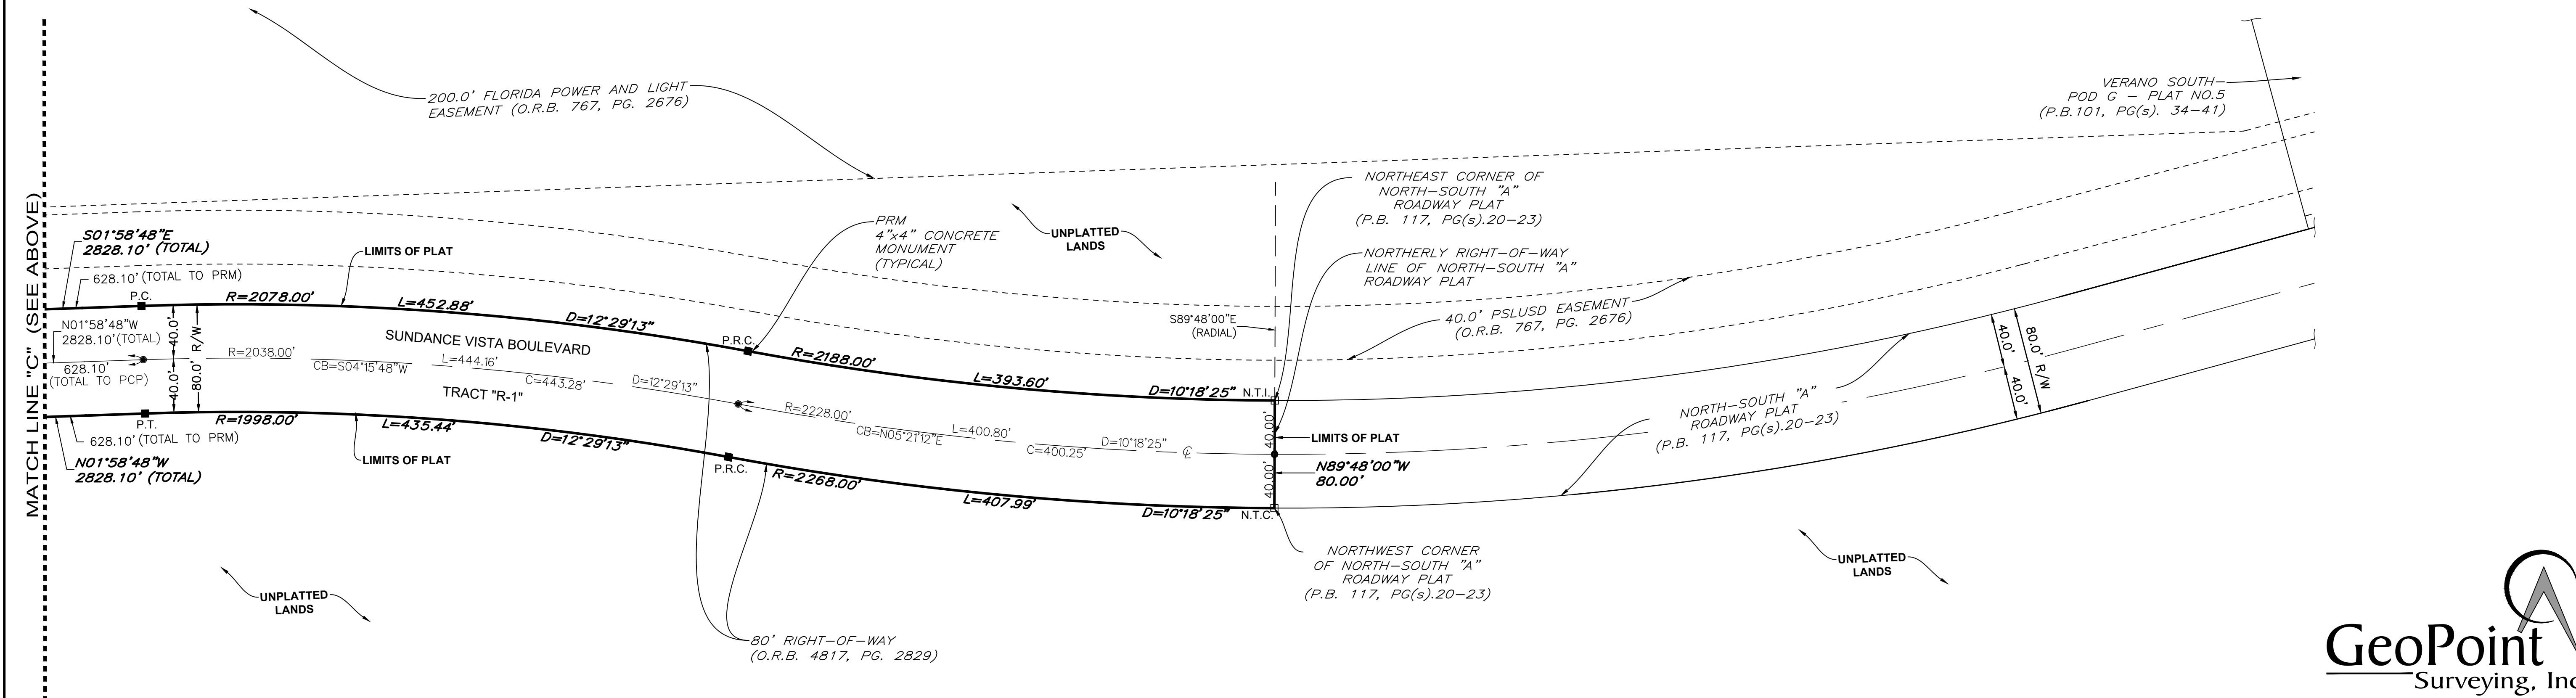 200.0' FLORIDA POWER AND LIGHT
EASEMENT (O.R.B. 767, PG. 2676)
VERANO SOUTH–
POD G – PLAT NO.5
(P.B.101, PG(s). 34–41)
MATCH LINE "C" (SEE ABOVE)
S01°58'48"E
2828.10' (TOTAL)
628.10' (TOTAL TO PRM)
P.C.
LIMITS OF PLAT
R=2078.00'
L=452.88'
D=12°29'13"
PRM
4"x4" CONCRETE
MONUMENT
(TYPICAL)
UNPLATTED
LANDS
NORTHEAST CORNER OF
NORTH–SOUTH "A"
ROADWAY PLAT
(P.B. 117, PG(s).20–23)
NORTHERLY RIGHT–OF–WAY
LINE OF NORTH–SOUTH "A"
ROADWAY PLAT
S89°48'00"E
(RADIAL)
40.0' PSLUSD EASEMENT
(O.R.B. 767, PG. 2676)
N01°58'48"W
2828.10' (TOTAL)
628.10'
(TOTAL TO PCP)
40.0'
40.0'
80.0' R/W
SUNDANCE VISTA BOULEVARD
R=2038.00'
CB=S04°15'48"W
L=444.16'
C=443.28'
D=12°29'13"
TRACT "R-1"
P.R.C.
R=2188.00'
L=393.60'
D=10°18'25"
N.T.I.
R=2228.00'
CB=N05°21'12"E
L=400.80'
C=400.25'
D=10°18'25"
℄
40.00'
40.00'
LIMITS OF PLAT
N89°48'00"W
80.00'
NORTH–SOUTH "A"
ROADWAY PLAT
(P.B. 117, PG(s).20–23)
40.0'
40.0'
80.0' R/W
P.T.
628.10' (TOTAL TO PRM)
N01°58'48"W
2828.10' (TOTAL)
R=1998.00'
L=435.44'
D=12°29'13"
LIMITS OF PLAT
P.R.C.
R=2268.00'
L=407.99'
D=10°18'25"
N.T.C.
NORTHWEST CORNER
OF NORTH–SOUTH "A"
ROADWAY PLAT
(P.B. 117, PG(s).20–23)
UNPLATTED
LANDS
UNPLATTED
LANDS
80' RIGHT–OF–WAY
(O.R.B. 4817, PG. 2829)
GeoPoint
Surveying, Inc